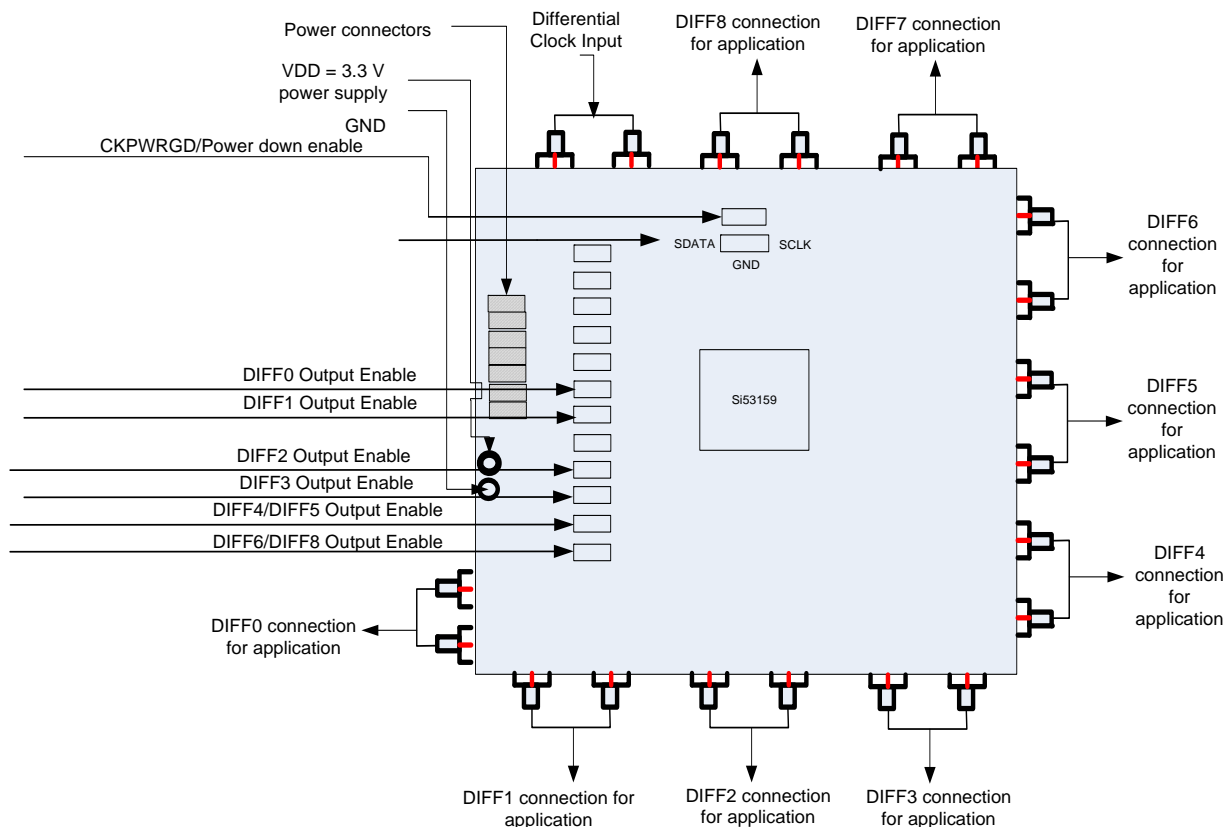 Power connectors
Differential
Clock Input
DIFF8 connection
for application
DIFF7 connection
for application
VDD = 3.3 V
power supply
GND
CKPWRGD/Power down enable
SDATA
SCLK
GND
DIFF6
connection
for
application
DIFF0 Output Enable
DIFF1 Output Enable
Si53159
DIFF5
connection
for
application
DIFF2 Output Enable
DIFF3 Output Enable
DIFF4/DIFF5 Output Enable
DIFF6/DIFF8 Output Enable
DIFF4
connection
for
application
DIFF0 connection
for application
DIFF1 connection for
application
DIFF2 connection
for application
DIFF3 connection
for application